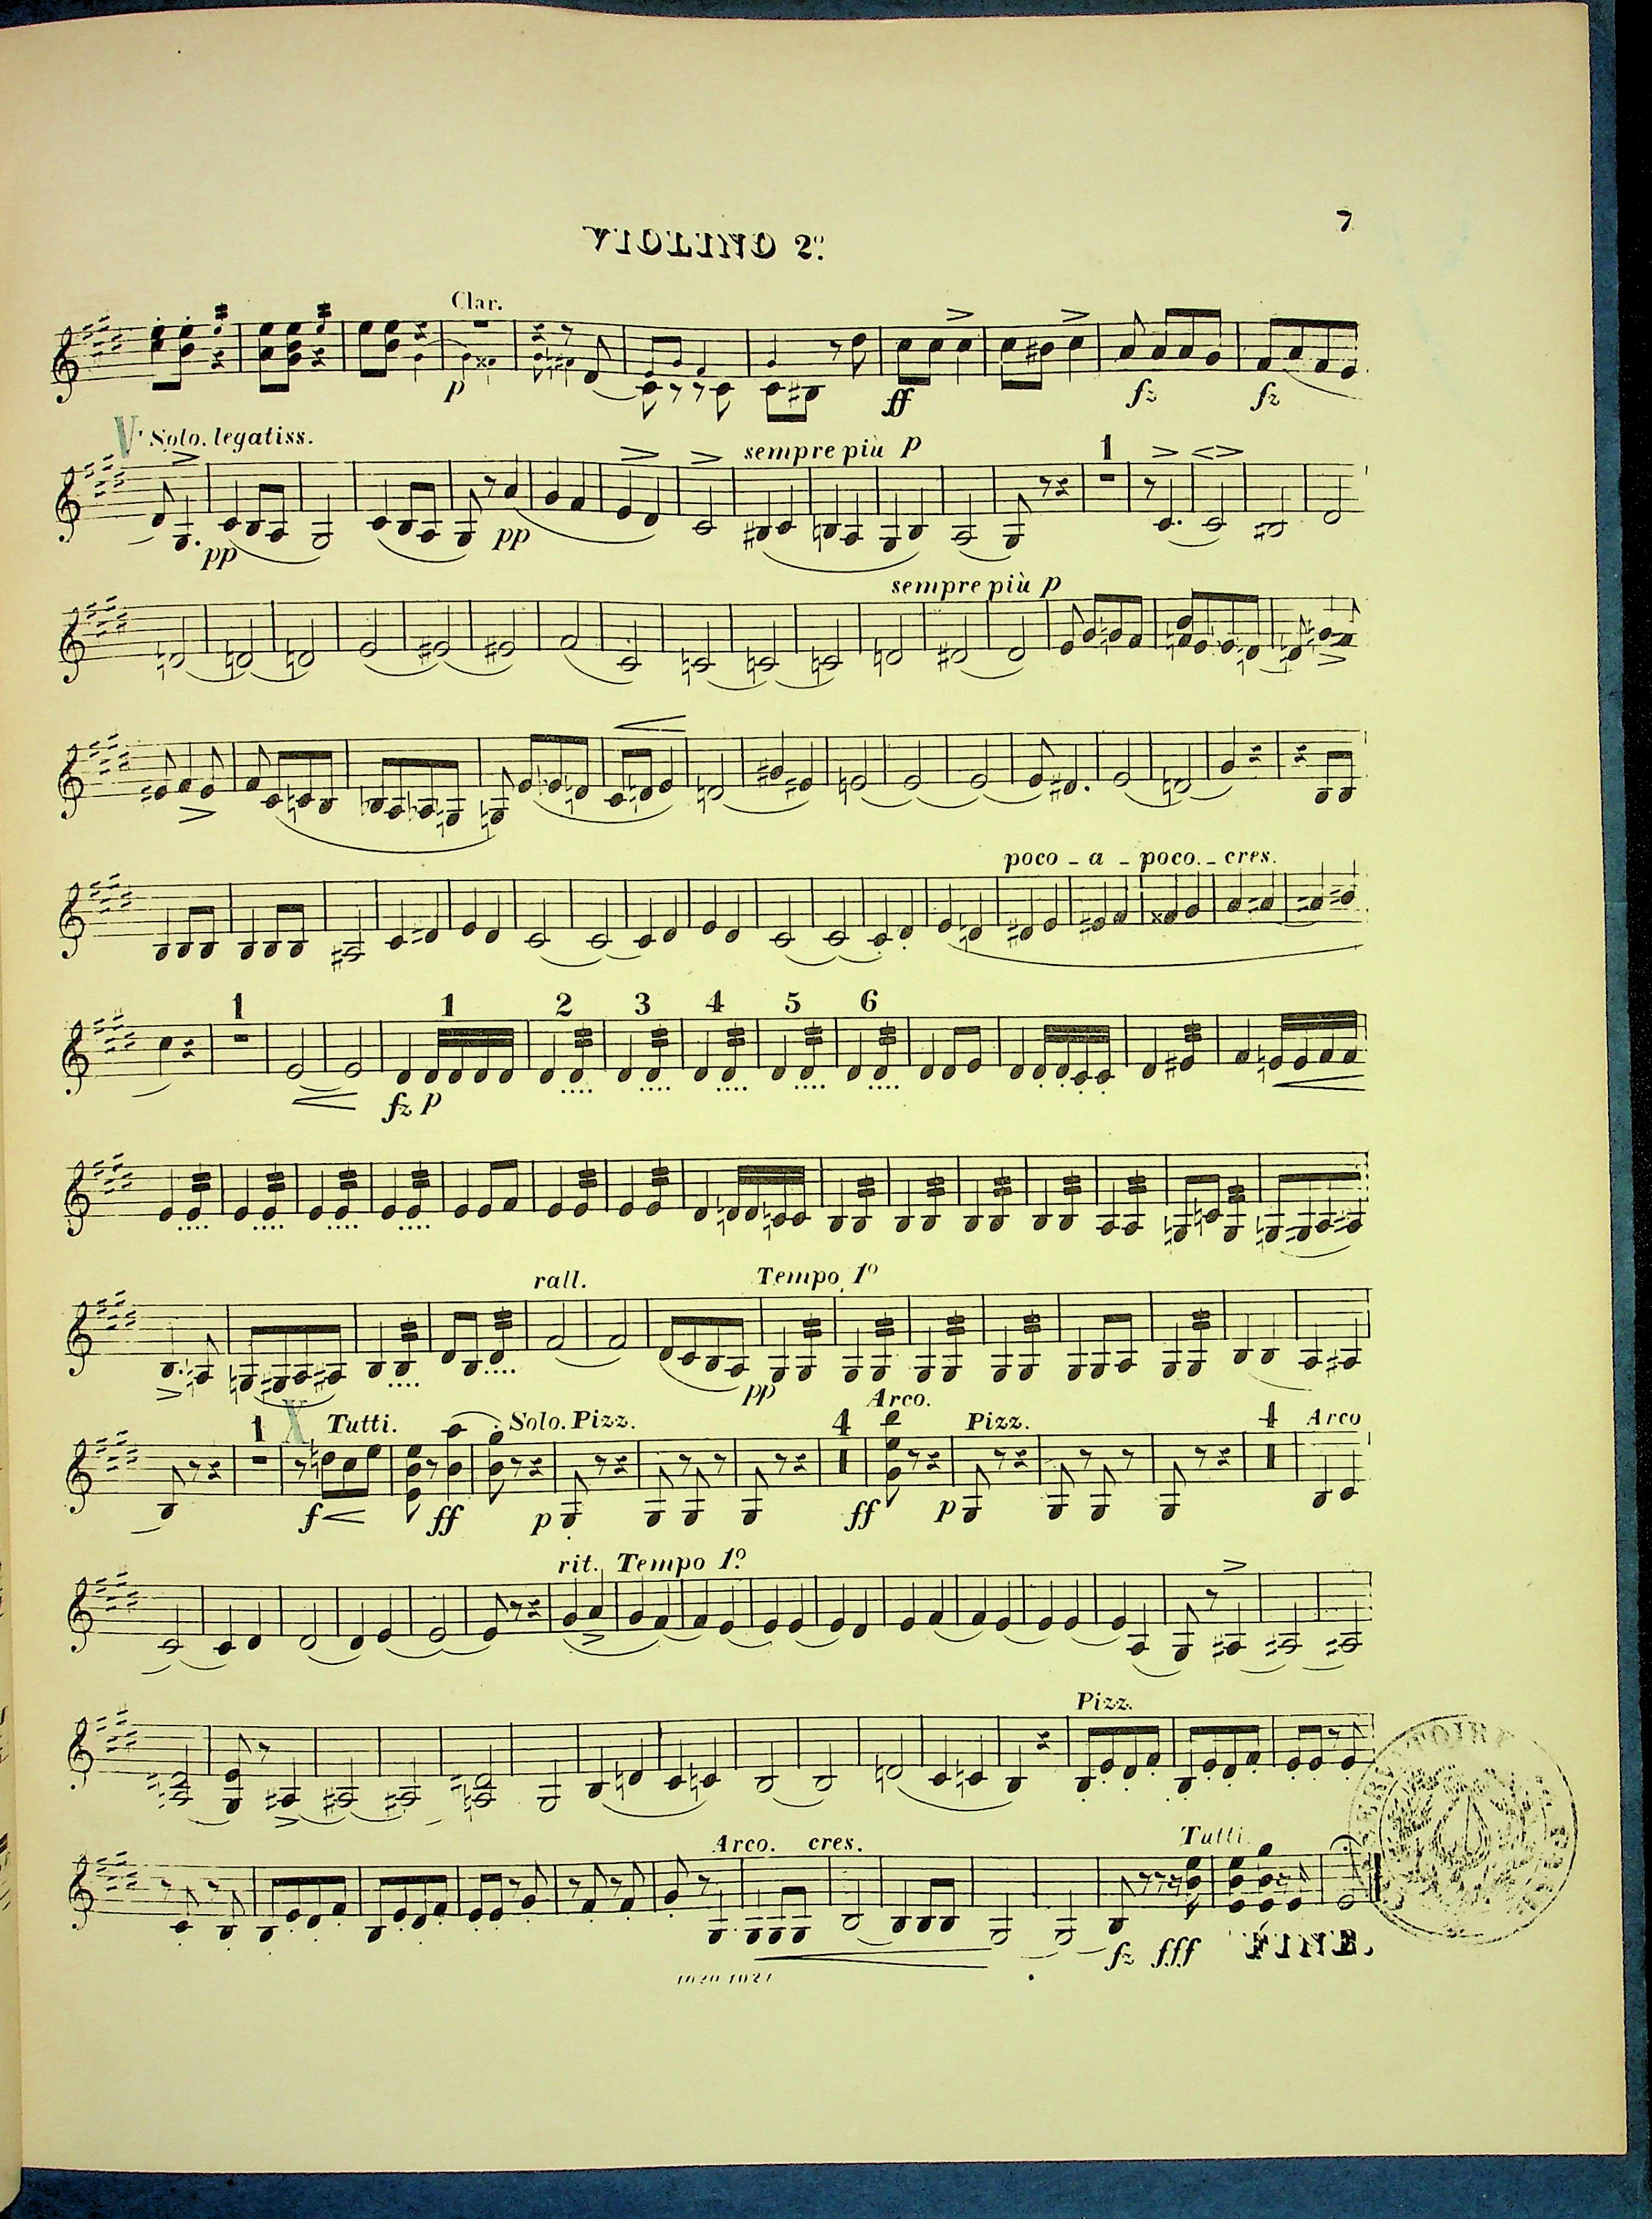 7
VIOLINO 2º.
Clar.
p ff fz fz
V Solo. legatiss. sempre più p 1
pp pp
sempre più p
poco - a - poco. - cres.
1 1 2 3 4 5 6
fz p
rall. Tempo 1º
pp
1 X Tutti. Solo. Pizz. 4 Arco. Pizz. 4 Arco
f ff p ff p
rit. Tempo 1º.
Pizz.
Arco. cres. Tutti
fz fff FINE.